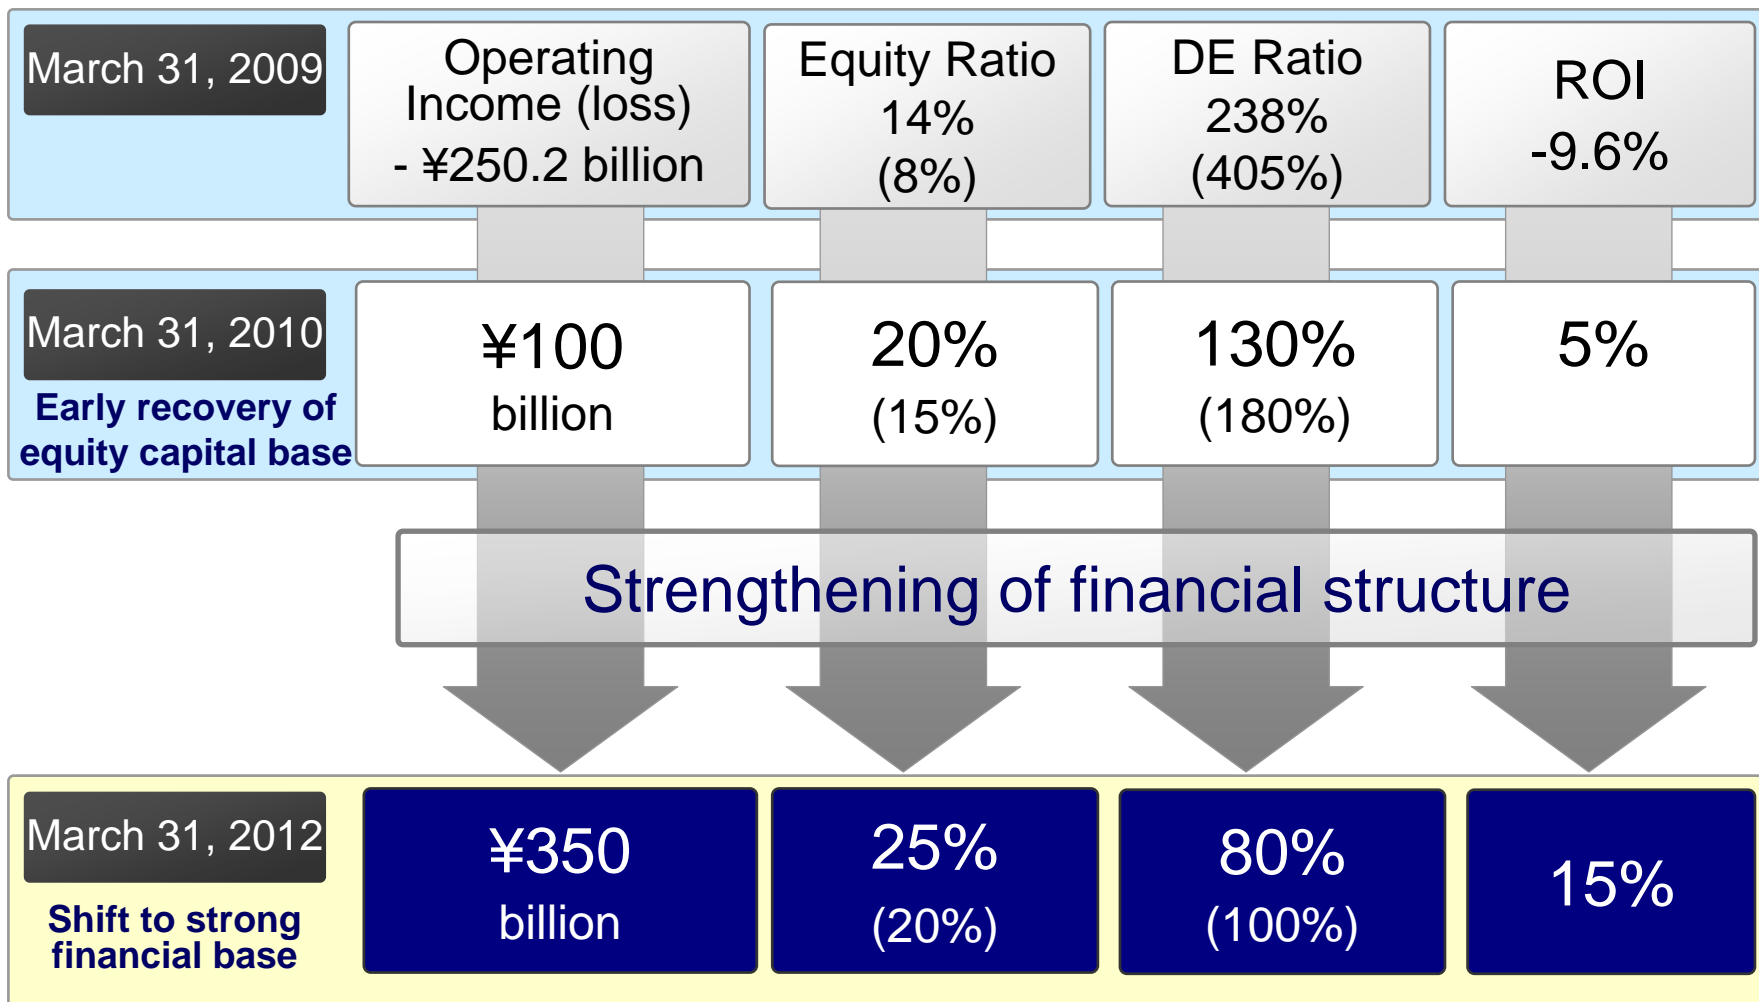 March 31, 2009
Operating
Income (loss)
- ¥250.2 billion
Equity Ratio
14%
(8%)
DE Ratio
238%
(405%)
ROI
-9.6%
March 31, 2010
Early recovery of
equity capital base
¥100
billion
20%
(15%)
130%
(180%)
5%
Strengthening of financial structure
March 31, 2012
Shift to strong
financial base
¥350
billion
25%
(20%)
80%
(100%)
15%